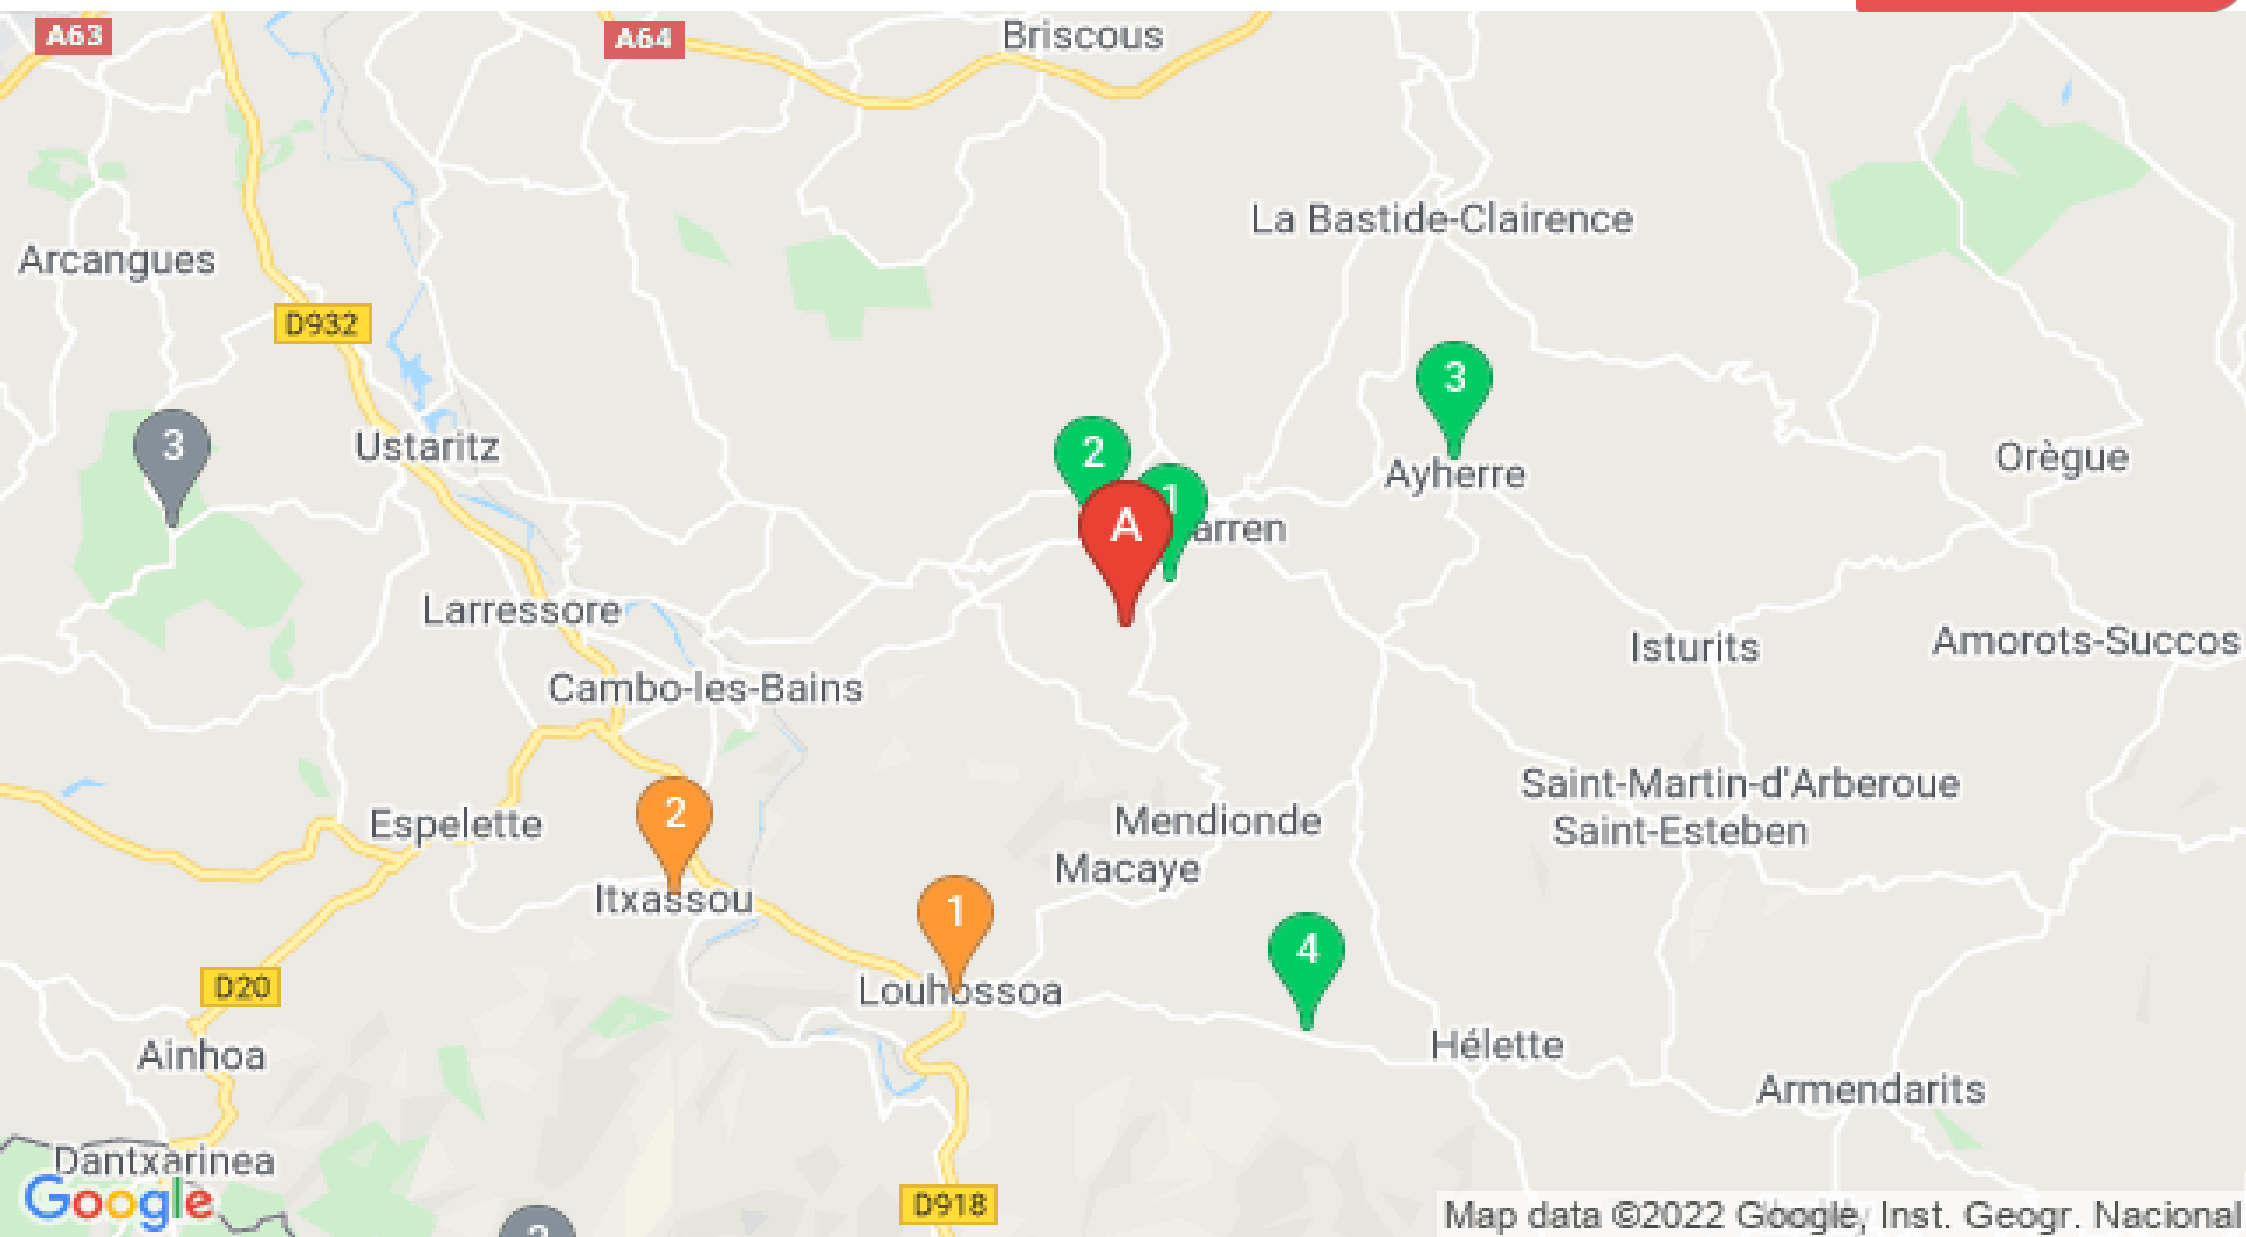 A63
A64
Briscous
La Bastide-Clairence
Arcangues
D932
3
3
Ustaritz
2
Ayherre
Orègue
1
A
arren
Larressore
Isturits
Amorots-Succos
Cambo-les-Bains
Saint-Martin-d'Arberoue
2
Espelette
Mendionde
Saint-Esteben
Macaye
Itxassou
1
4
D20
Louhossoa
Ainhoa
Hélette
Armendarits
Dantxarinea
Google
D918
Map data ©2022 Google, Inst. Geogr. Nacional